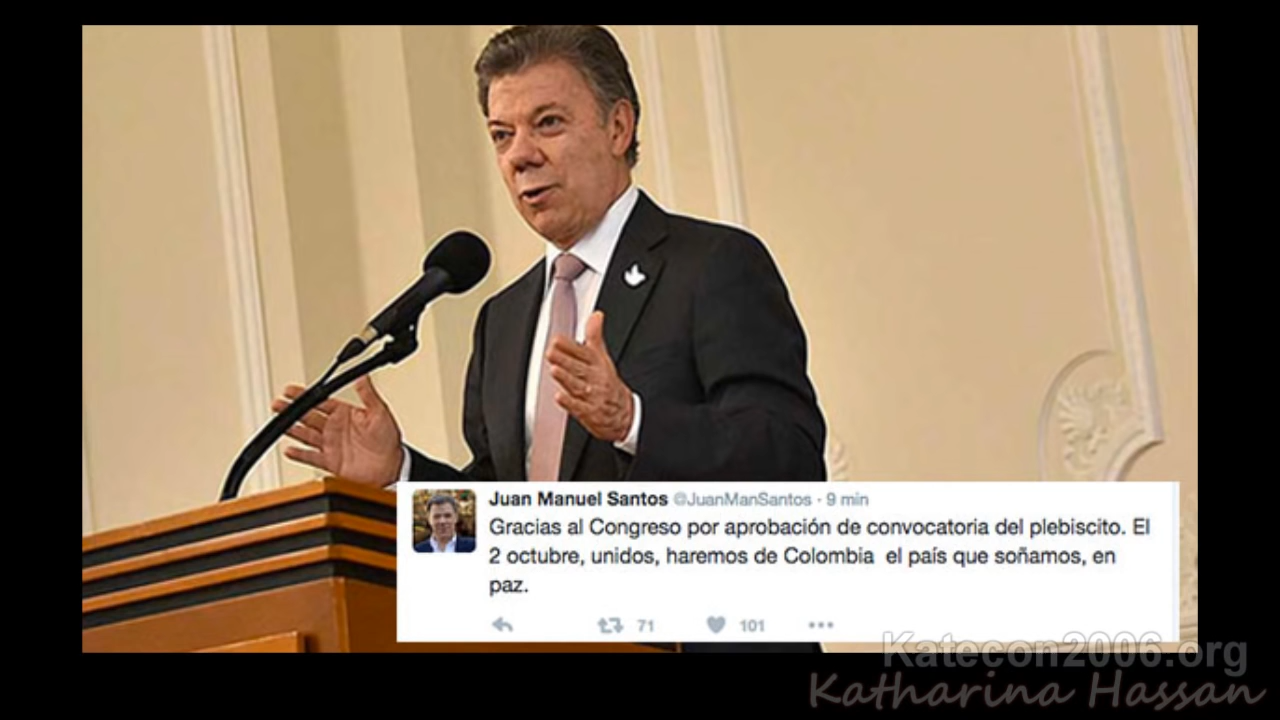 Juan Manuel Santos @JuanManSantos · 9 min
Gracias al Congreso por aprobación de convocatoria del plebiscito. El
2 octubre, unidos, haremos de Colombia el país que soñamos, en
paz.
71 101
Katecon2006.org
Katharina Hassan